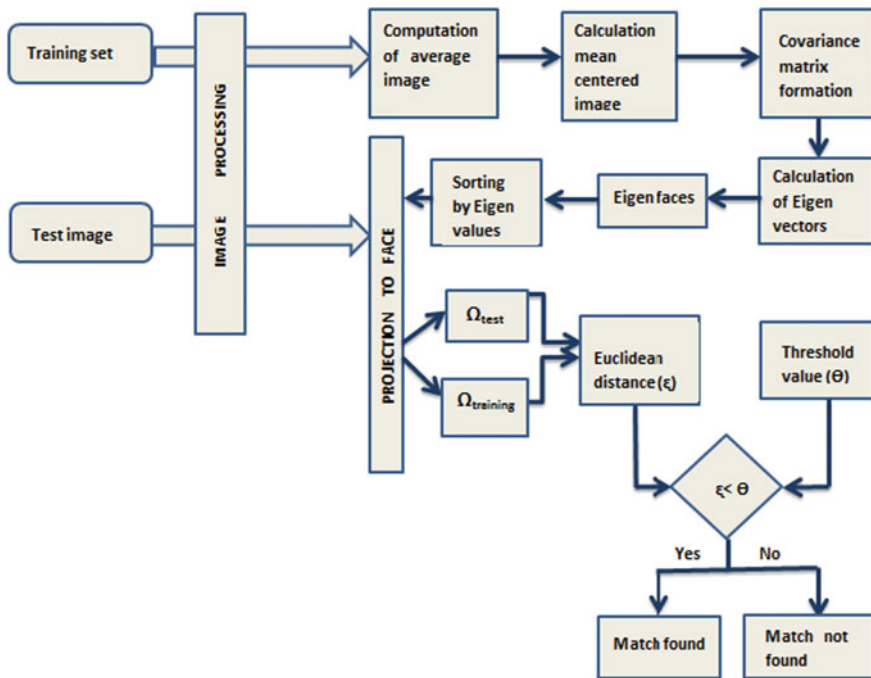 Training set
Test image
IMAGE PROCESSING
Computation
of average
image
Calculation
mean
centered
image
Covariance
matrix
formation
Calculation
of Eigen
vectors
Eigen faces
Sorting
by Eigen
values
PROJECTION TO FACE
Ωtest
Ωtraining
Euclidean
distance(ξ)
Threshold
value (Θ)
ξ< Θ
Yes
No
Match found
Match not
found